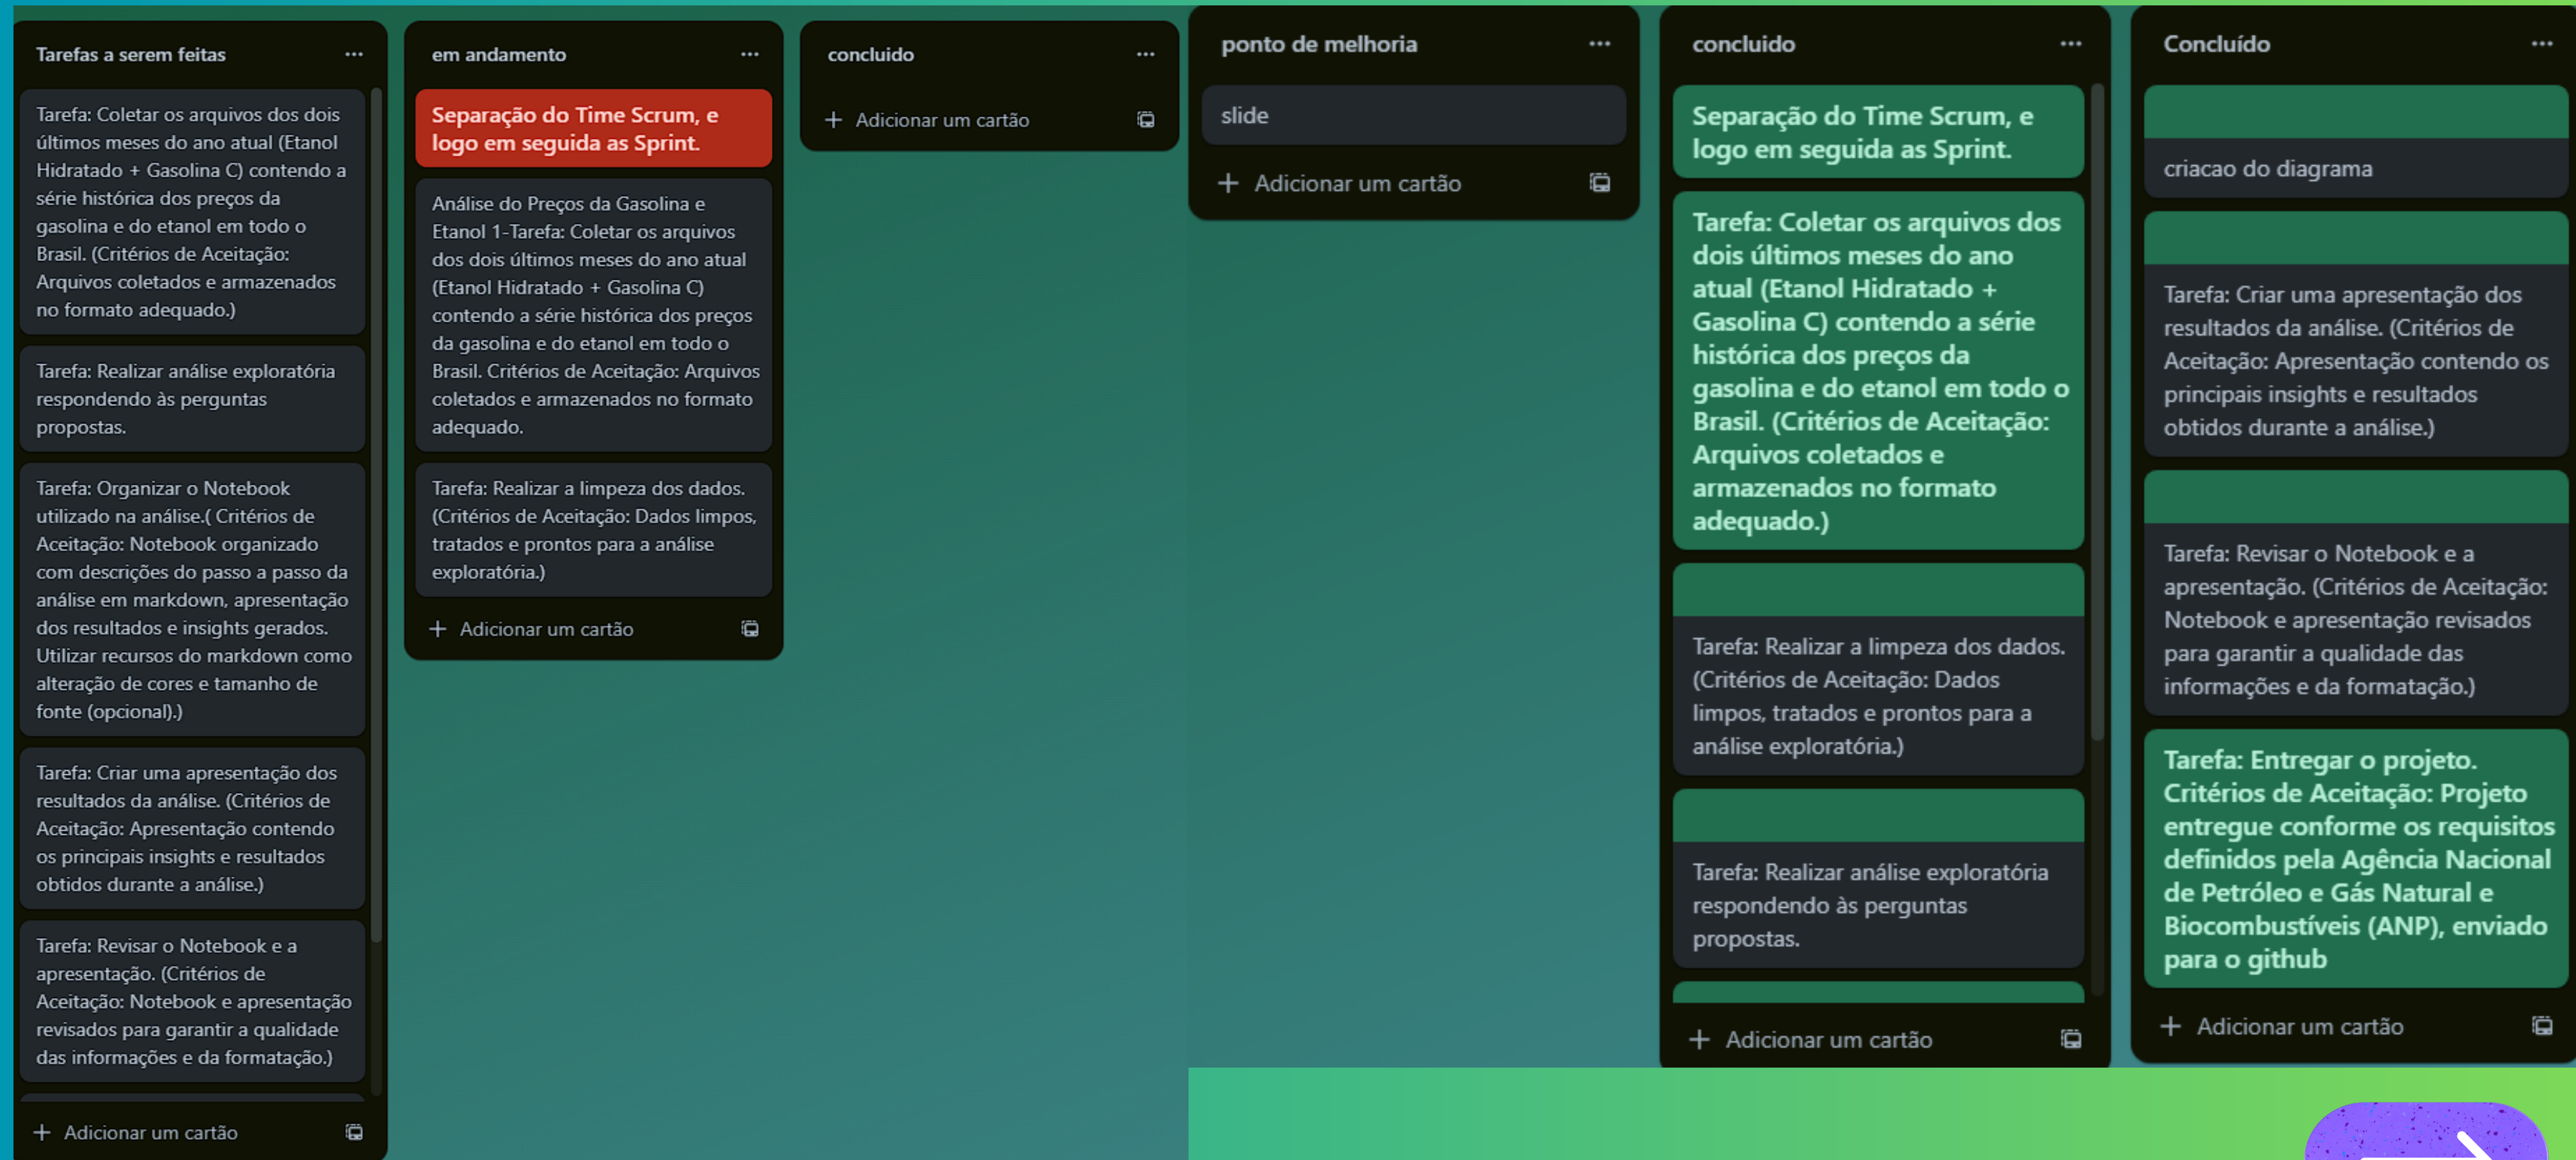 Tarefas a serem feitas
Tarefa: Coletar os arquivos dos dois
últimos meses do ano atual (Etanol
Hidratado + Gasolina C) contendo a
série histórica dos preços da
gasolina e do etanol em todo o
Brasil. (Critérios de Aceitação:
Arquivos coletados e armazenados
no formato adequado.)
Tarefa: Realizar análise exploratória
respondendo às perguntas
propostas.
Tarefa: Organizar o Notebook
utilizado na análise.( Critérios de
Aceitação: Notebook organizado
com descrições do passo a passo da
análise em markdown, apresentação
dos resultados e insights gerados.
Utilizar recursos do markdown como
alteração de cores e tamanho de
fonte (opcional).)
Tarefa: Criar uma apresentação dos
resultados da análise. (Critérios de
Aceitação: Apresentação contendo
os principais insights e resultados
obtidos durante a análise.)
Tarefa: Revisar o Notebook e a
apresentação. (Critérios de
Aceitação: Notebook e apresentação
revisados para garantir a qualidade
das informações e da formatação.)
+ Adicionar um cartão
em andamento
Separação do Time Scrum, e
logo em seguida as Sprint.
Análise do Preços da Gasolina e
Etanol 1-Tarefa: Coletar os arquivos
dos dois últimos meses do ano atual
(Etanol Hidratado + Gasolina C)
contendo a série histórica dos preços
da gasolina e do etanol em todo o
Brasil. Critérios de Aceitação: Arquivos
coletados e armazenados no formato
adequado.
Tarefa: Realizar a limpeza dos dados.
(Critérios de Aceitação: Dados limpos,
tratados e prontos para a análise
exploratória.)
+ Adicionar um cartão
concluido
+ Adicionar um cartão
ponto de melhoria
slide
+ Adicionar um cartão
concluido
Separação do Time Scrum, e
logo em seguida as Sprint.
Tarefa: Coletar os arquivos dos
dois últimos meses do ano
atual (Etanol Hidratado +
Gasolina C) contendo a série
histórica dos preços da
gasolina e do etanol em todo o
Brasil. (Critérios de Aceitação:
Arquivos coletados e
armazenados no formato
adequado.)
Tarefa: Realizar a limpeza dos dados.
(Critérios de Aceitação: Dados
limpos, tratados e prontos para a
análise exploratória.)
Tarefa: Realizar análise exploratória
respondendo às perguntas
propostas.
+ Adicionar um cartão
Concluído
criacao do diagrama
Tarefa: Criar uma apresentação dos
resultados da análise. (Critérios de
Aceitação: Apresentação contendo os
principais insights e resultados
obtidos durante a análise.)
Tarefa: Revisar o Notebook e a
apresentação. (Critérios de Aceitação:
Notebook e apresentação revisados
para garantir a qualidade das
informações e da formatação.)
Tarefa: Entregar o projeto.
Critérios de Aceitação: Projeto
entregue conforme os requisitos
definidos pela Agência Nacional
de Petróleo e Gás Natural e
Biocombustíveis (ANP), enviado
para o github
+ Adicionar um cartão